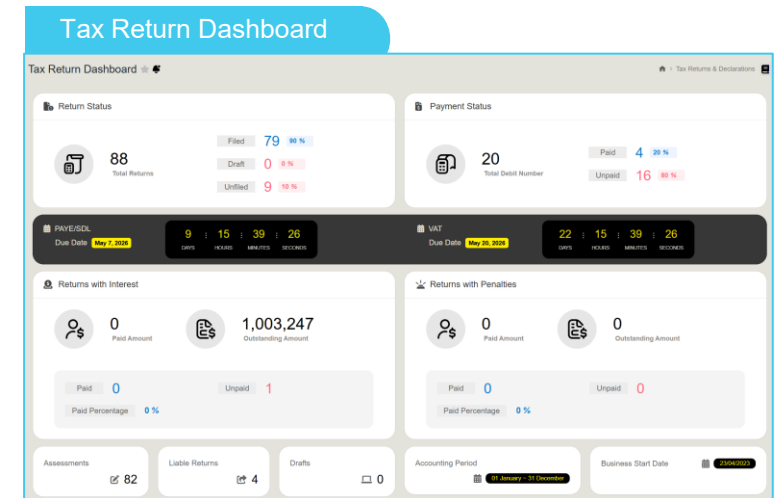 Tax Return Dashboard
Tax Return Dashboard
Tax Returns & Declarations
Return Status
88
Total Returns
Filed 79 90 %
Draft 0 0 %
Unfiled 9 10 %
Payment Status
20
Total Debit Number
Paid 4 20 %
Unpaid 16 80 %
PAYE/SDL
Due Date May 7, 2026
9 : 15 : 39 : 26
DAYS HOURS MINUTES SECONDS
VAT
Due Date May 20, 2026
22 : 15 : 39 : 26
DAYS HOURS MINUTES SECONDS
Returns with Interest
0
Paid Amount
1,003,247
Outstanding Amount
Paid 0 Unpaid 1
Paid Percentage 0 %
Returns with Penalties
0
Paid Amount
0
Outstanding Amount
Paid 0 Unpaid 0
Paid Percentage 0 %
Assessments
82
Liable Returns
4
Drafts
0
Accounting Period
01 January ~ 31 December
Business Start Date
23/04/2023